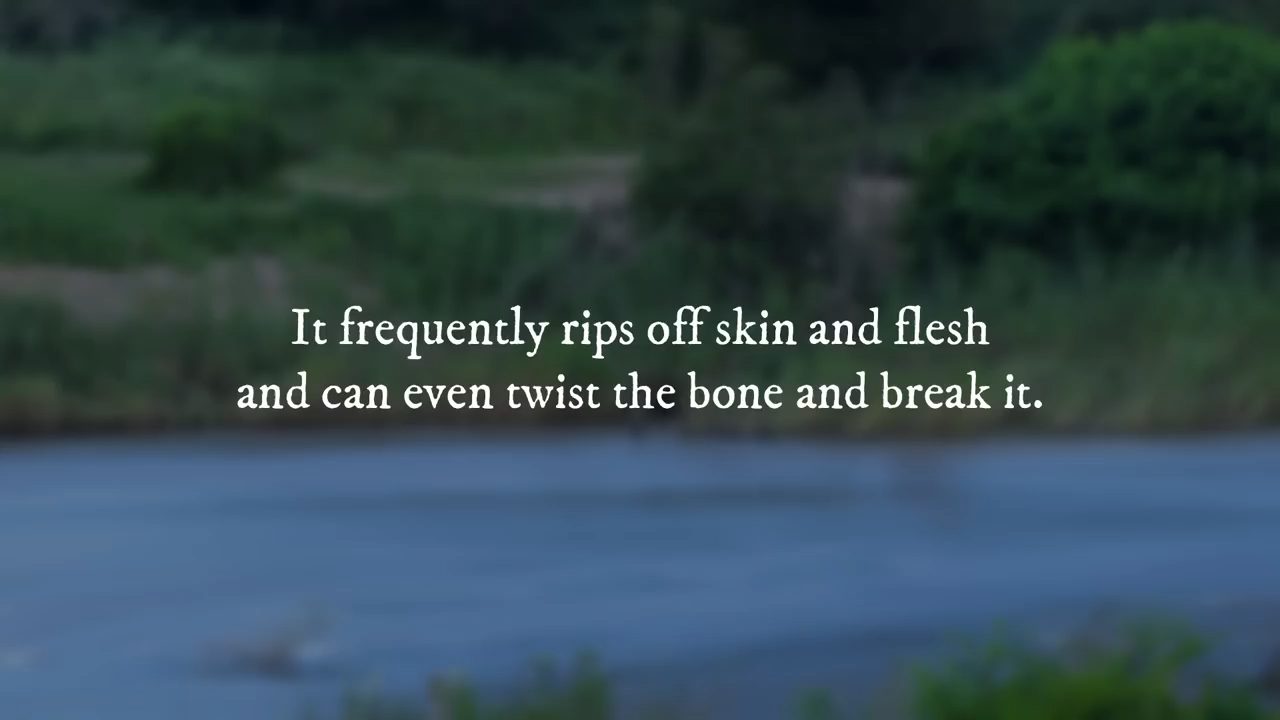 It frequently rips off skin and flesh
and can even twist the bone and break it.